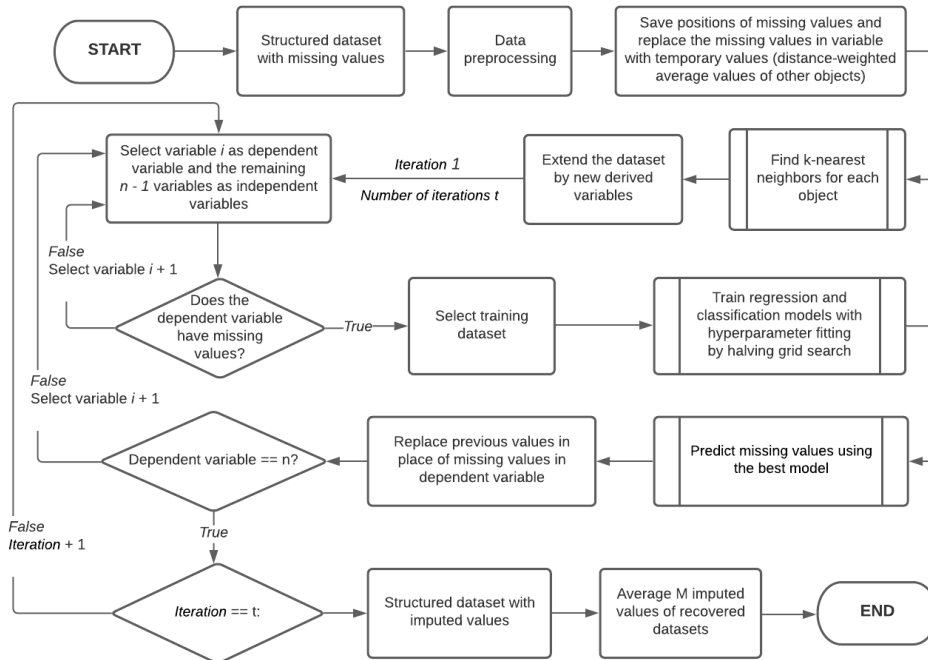 START
Structured dataset
with missing values
Data
preprocessing
Save positions of missing values and
replace the missing values in variable
with temporary values (distance-weighted
average values of other objects)
Select variable i as dependent
variable and the remaining
n - 1 variables as independent
variables
Iteration 1
Number of iterations t
Extend the dataset
by new derived
variables
Find k-nearest
neighbors for each
object
False
Select variable i + 1
Does the
dependent variable
have missing
values?
True
Select training
dataset
Train regression and
classification models with
hyperparameter fitting
by halving grid search
False
Select variable i + 1
Dependent variable == n?
Replace previous values in
place of missing values in
dependent variable
Predict missing values using
the best model
True
False
Iteration + 1
Iteration == t:
Structured dataset with
imputed values
Average M imputed
values of recovered
datasets
END